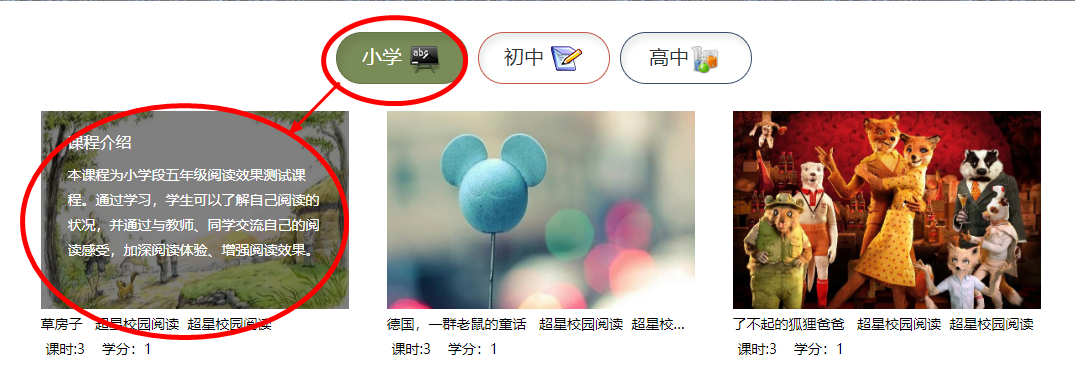 小学 abc 初中 高中
课程介绍
本课程为小学段五年级阅读效果测试课
程。通过学习，学生可以了解自己阅读的
状况，并通过与教师、同学交流自己的阅
读感受，加深阅读体验、增强阅读效果。
草房子 超星校园阅读 超星校园阅读
课时:3 学分：1
德国，一群老鼠的童话 超星校园阅读 超星校...
课时:3 学分：1
了不起的狐狸爸爸 超星校园阅读 超星校园阅读
课时:3 学分：1